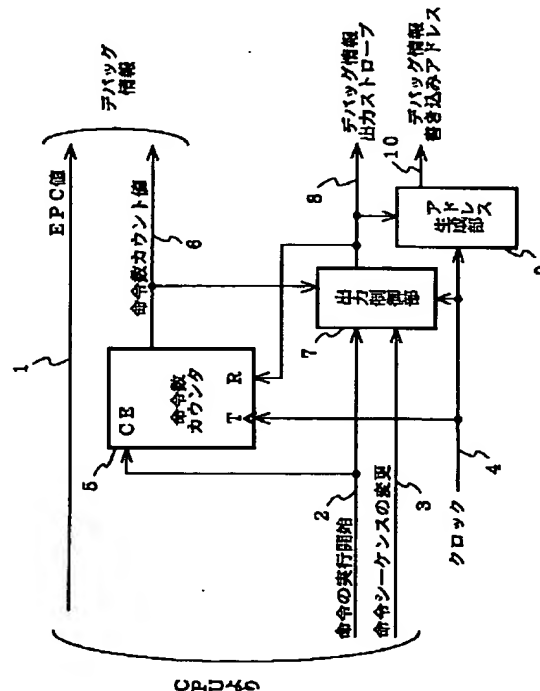 デバッグ
情報
EPC値
1
命令数カウント値
6
デバッグ情報
出力ストローブ
8
デバッグ情報
書き込みアドレス
10
CE
命令数
カウンタ
T
R
5
出力制御部
7
アドレス
生成部
9
命令の実行開始
2
命令シーケンスの変更
3
クロック
4
CPUより